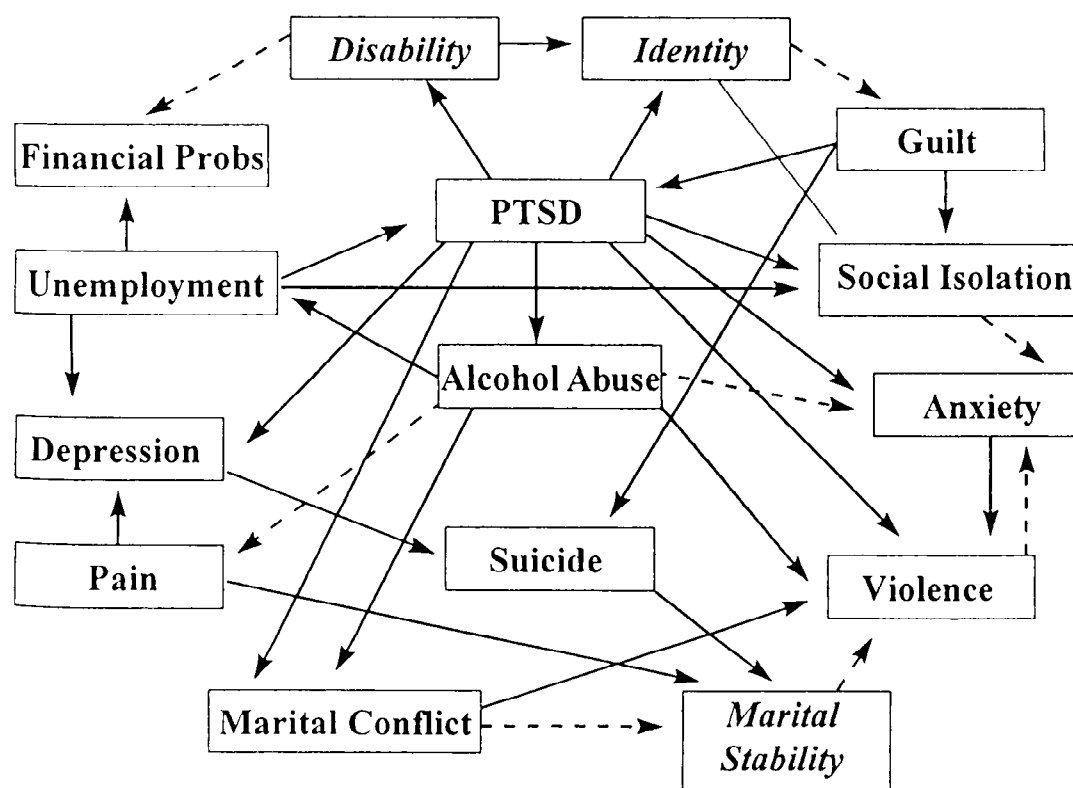 Disability
Identity
Financial Probs
Guilt
PTSD
Unemployment
Social Isolation
Alcohol Abuse
Anxiety
Depression
Suicide
Pain
Violence
Marital Conflict
Marital
Stability